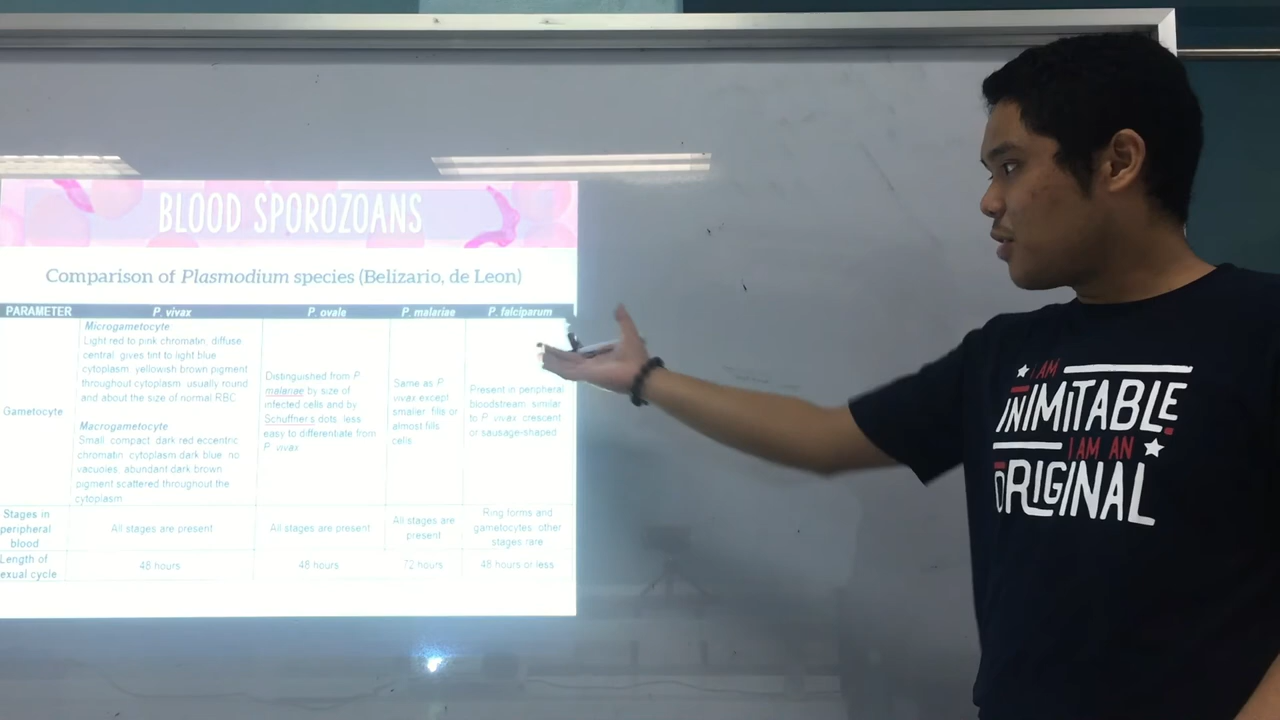 BLOOD SPOROZOANS
Comparison of Plasmodium species (Belizario, de Leon)
PARAMETER P. vivax P. ovale P. malariae P. falciparum
Gametocyte
Microgametocyte
Light red to pink chromatin, diffuse
central, gives tint to light blue
cytoplasm, yellowish brown pigment
throughout cytoplasm, usually round
and about the size of normal RBC
Macrogametocyte
Small, compact, dark red eccentric
chromatin, cytoplasm dark blue, no
vacuoles, abundant dark brown
pigment scattered throughout the
cytoplasm
Distinguished from P.
malariae by size of
infected cells and by
Schuffner's dots, less
easy to differentiate from
P. vivax
Same as P.
vivax except
smaller, fills or
almost fills
cells
Present in peripheral
bloodstream, similar
to P. vivax, crescent
or sausage-shaped
Stages in
peripheral
blood
All stages are present
All stages are present
All stages are
present
Ring forms and
gametocytes, other
stages rare
Length of
exual cycle
48 hours
48 hours
72 hours
48 hours or less
I AM
INIMITABLE
I AM AN
ORIGINAL